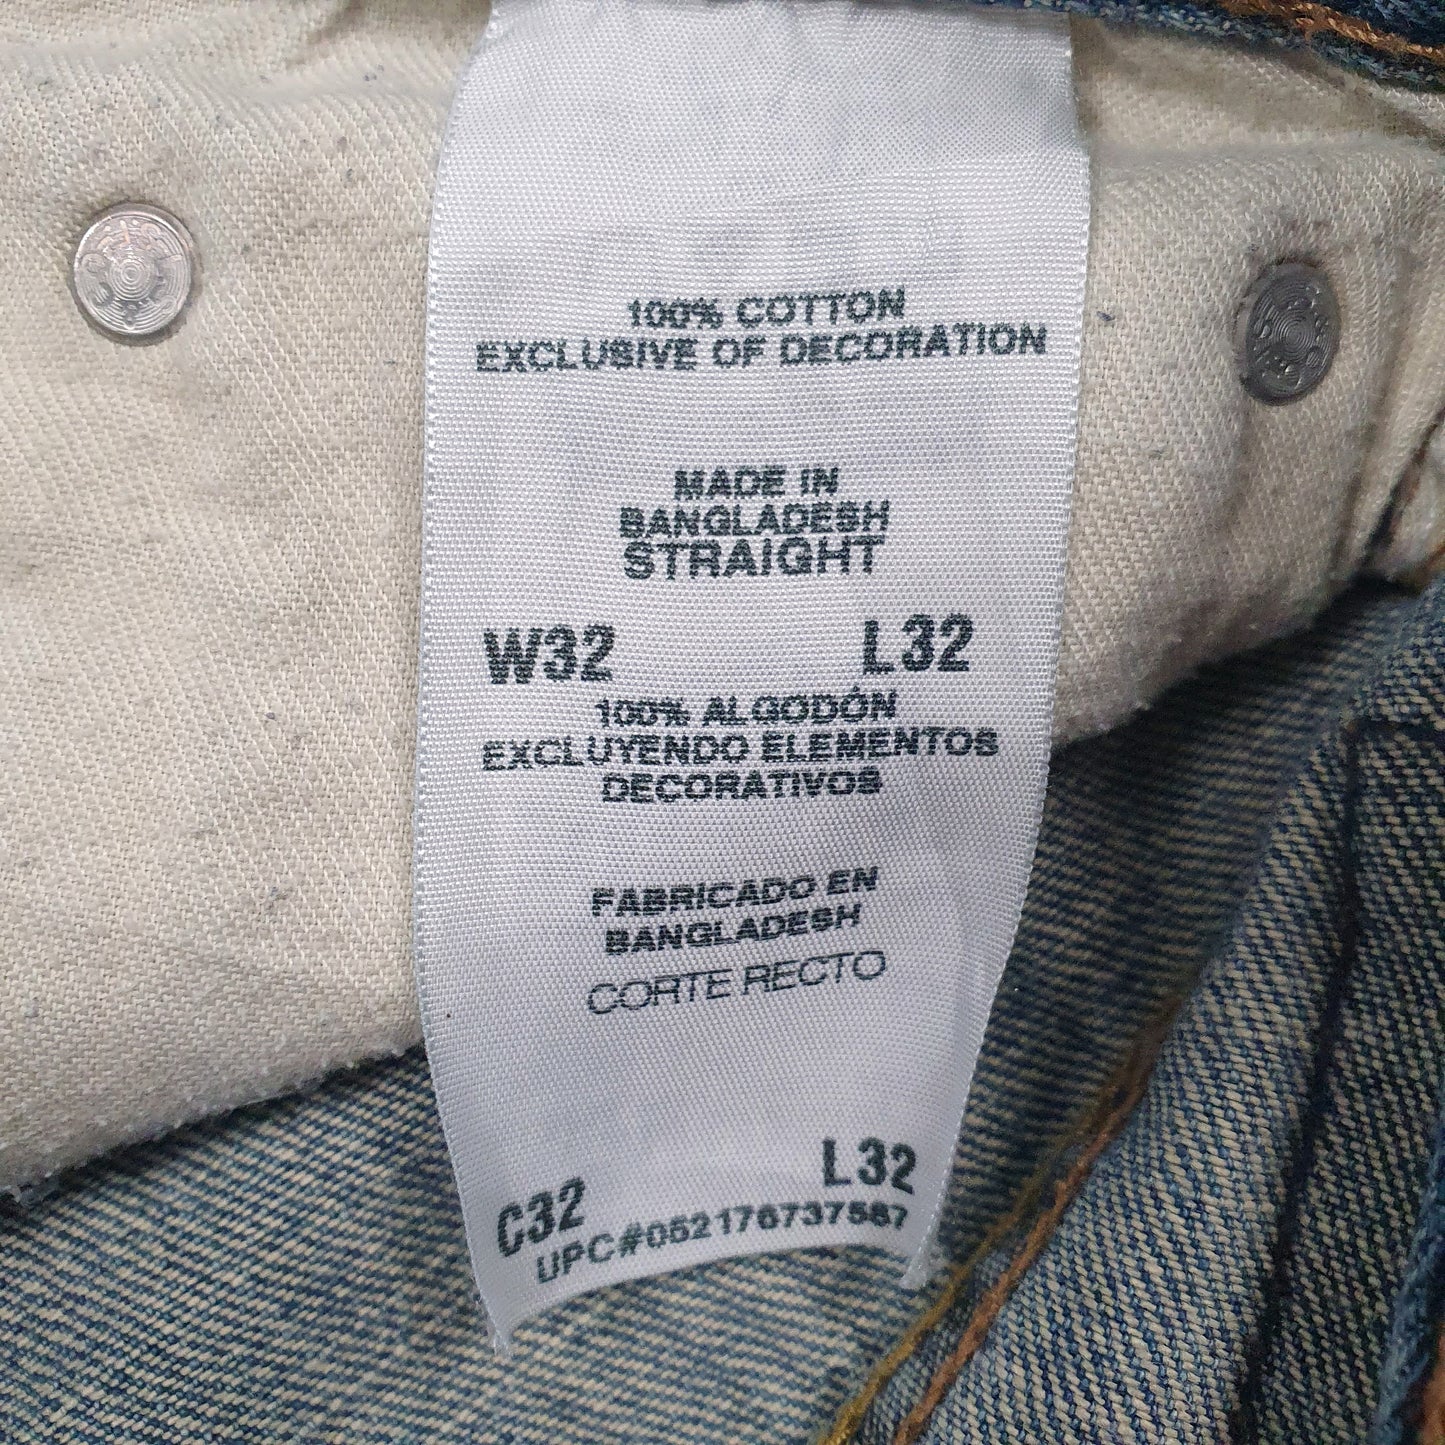 100% COTTON
EXCLUSIVE OF DECORATION
MADE IN
BANGLADESH
STRAIGHT
W32 L32
100% ALGODÓN
EXCLUYENDO ELEMENTOS
DECORATIVOS
FABRICADO EN
BANGLADESH
CORTE RECTO
C32 L32
UPC#052176737567